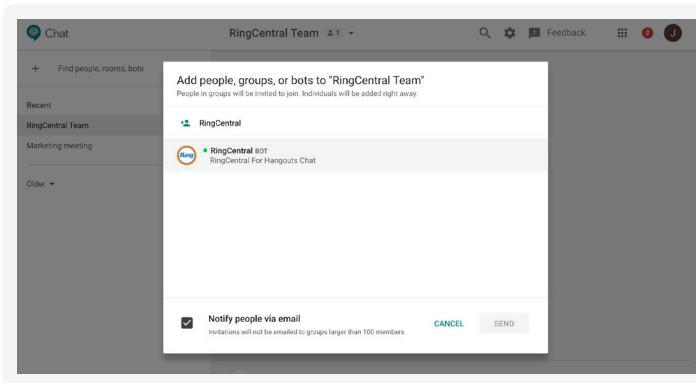 Chat
RingCentral Team 1
Feedback
2
J
+ Find people, rooms, bots
Recent
RingCentral Team
Marketing meeting
Older
Add people, groups, or bots to "RingCentral Team"
People in groups will be invited to join. Individuals will be added right away.
RingCentral
Ring
RingCentral BOT
RingCentral For Hangouts Chat
Notify people via email
Invitations will not be emailed to groups larger than 100 members
CANCEL
SEND